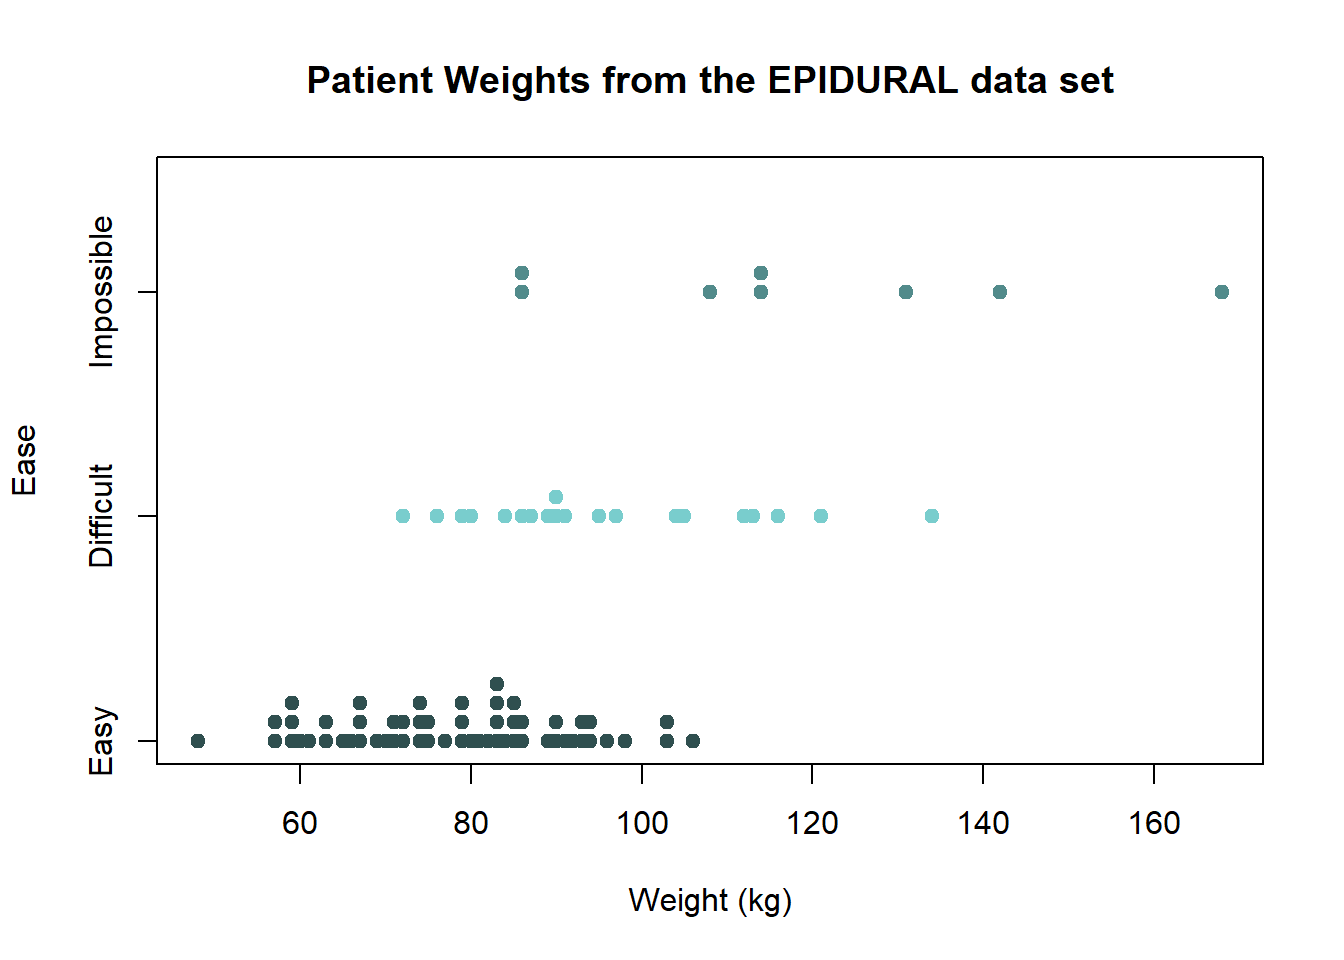 Patient Weights from the EPIDURAL data set
Impossible
Difficult
Easy
Ease
60 80 100 120 140 160
Weight (kg)